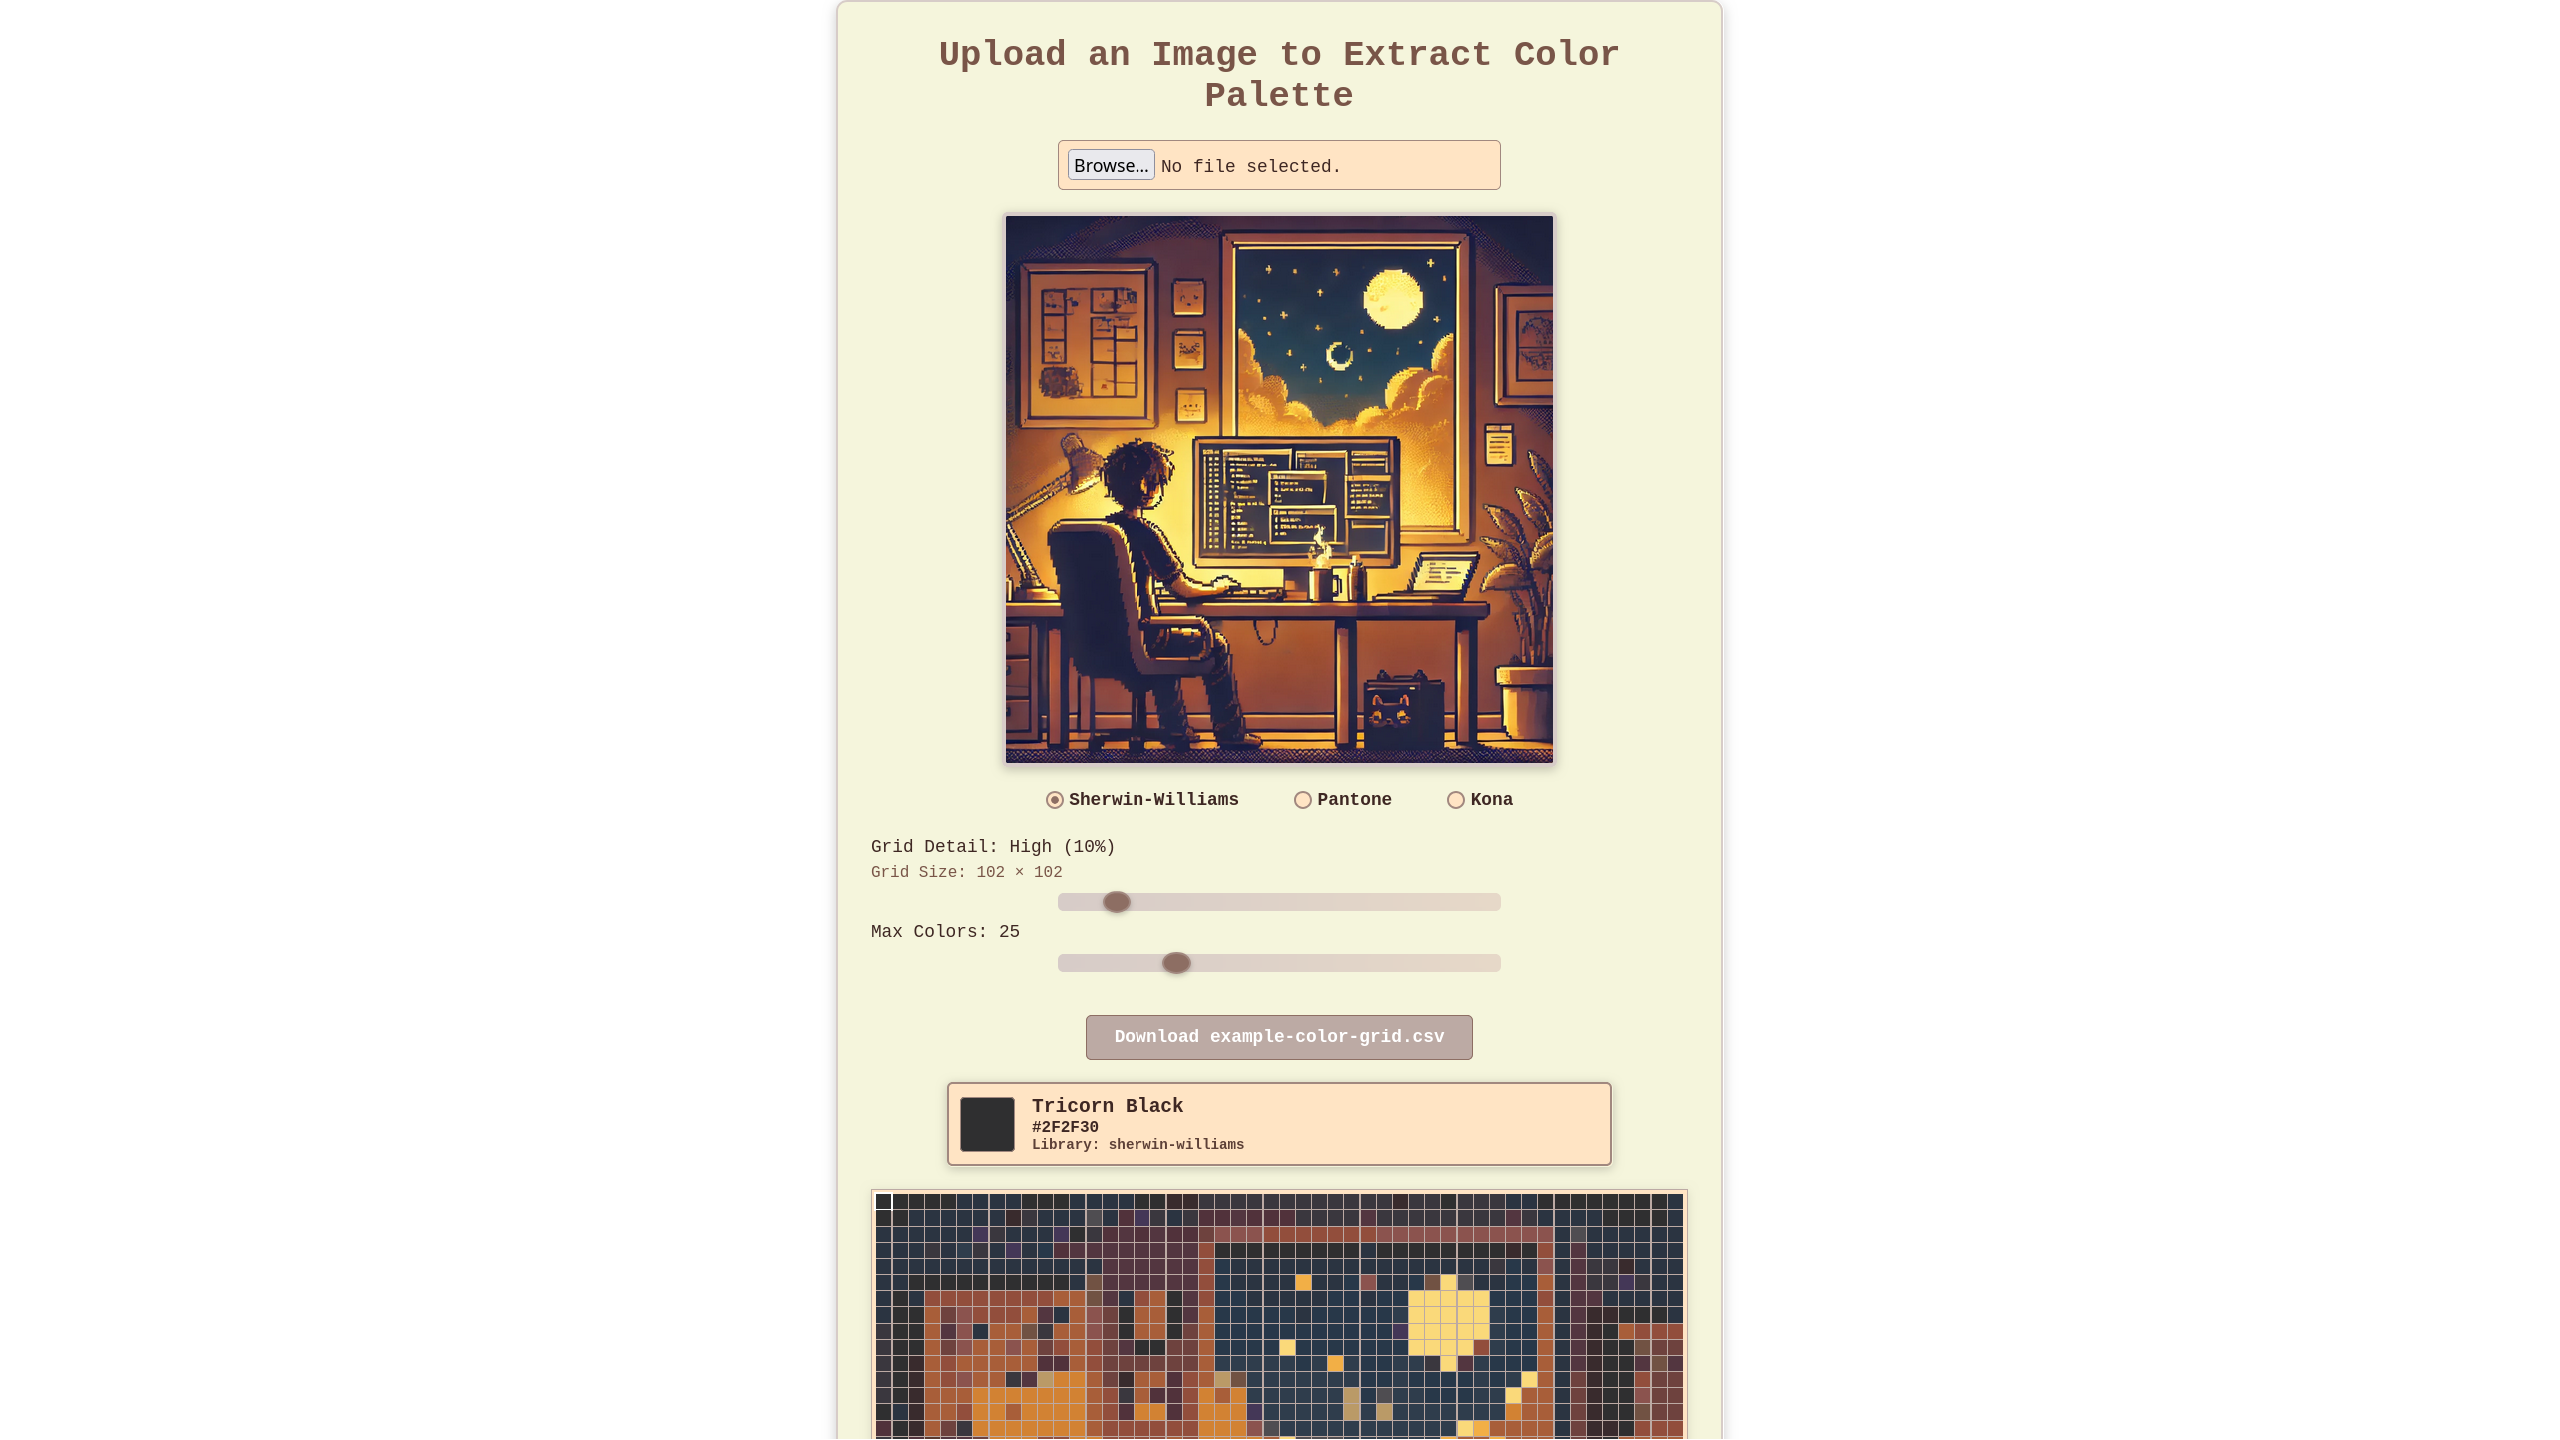 Upload an Image to Extract Color
Palette
Browse... No file selected.
Sherwin-Williams Pantone Kona
Grid Detail: High (10%)
Grid Size: 102 × 102
Max Colors: 25
Download example-color-grid.csv
Tricorn Black
#2F2F30
Library: sherwin-williams